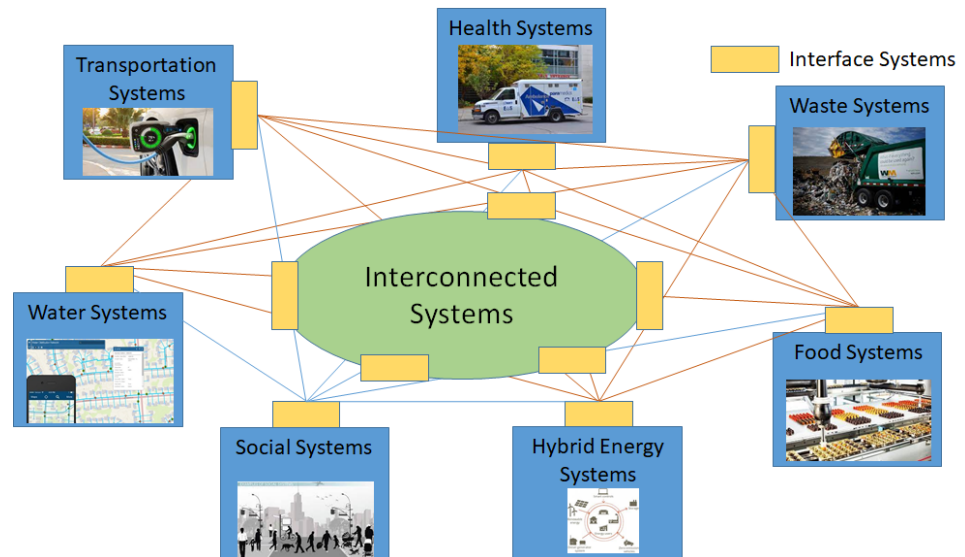 Health Systems
Interface Systems
Transportation
Systems
Waste Systems
Interconnected
Systems
Water Systems
Food Systems
Social Systems
Hybrid Energy
Systems